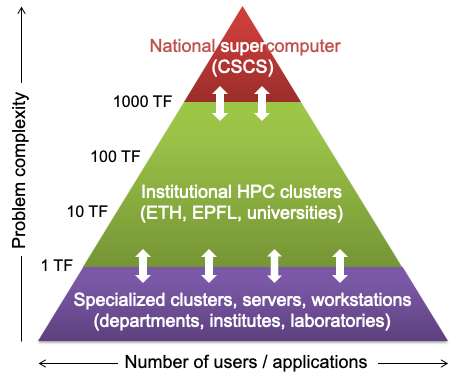 National supercomputer
(CSCS)
1000 TF
100 TF
Institutional HPC clusters
(ETH, EPFL, universities)
10 TF
1 TF
Specialized clusters, servers, workstations
(departments, institutes, laboratories)
Problem complexity
Number of users / applications